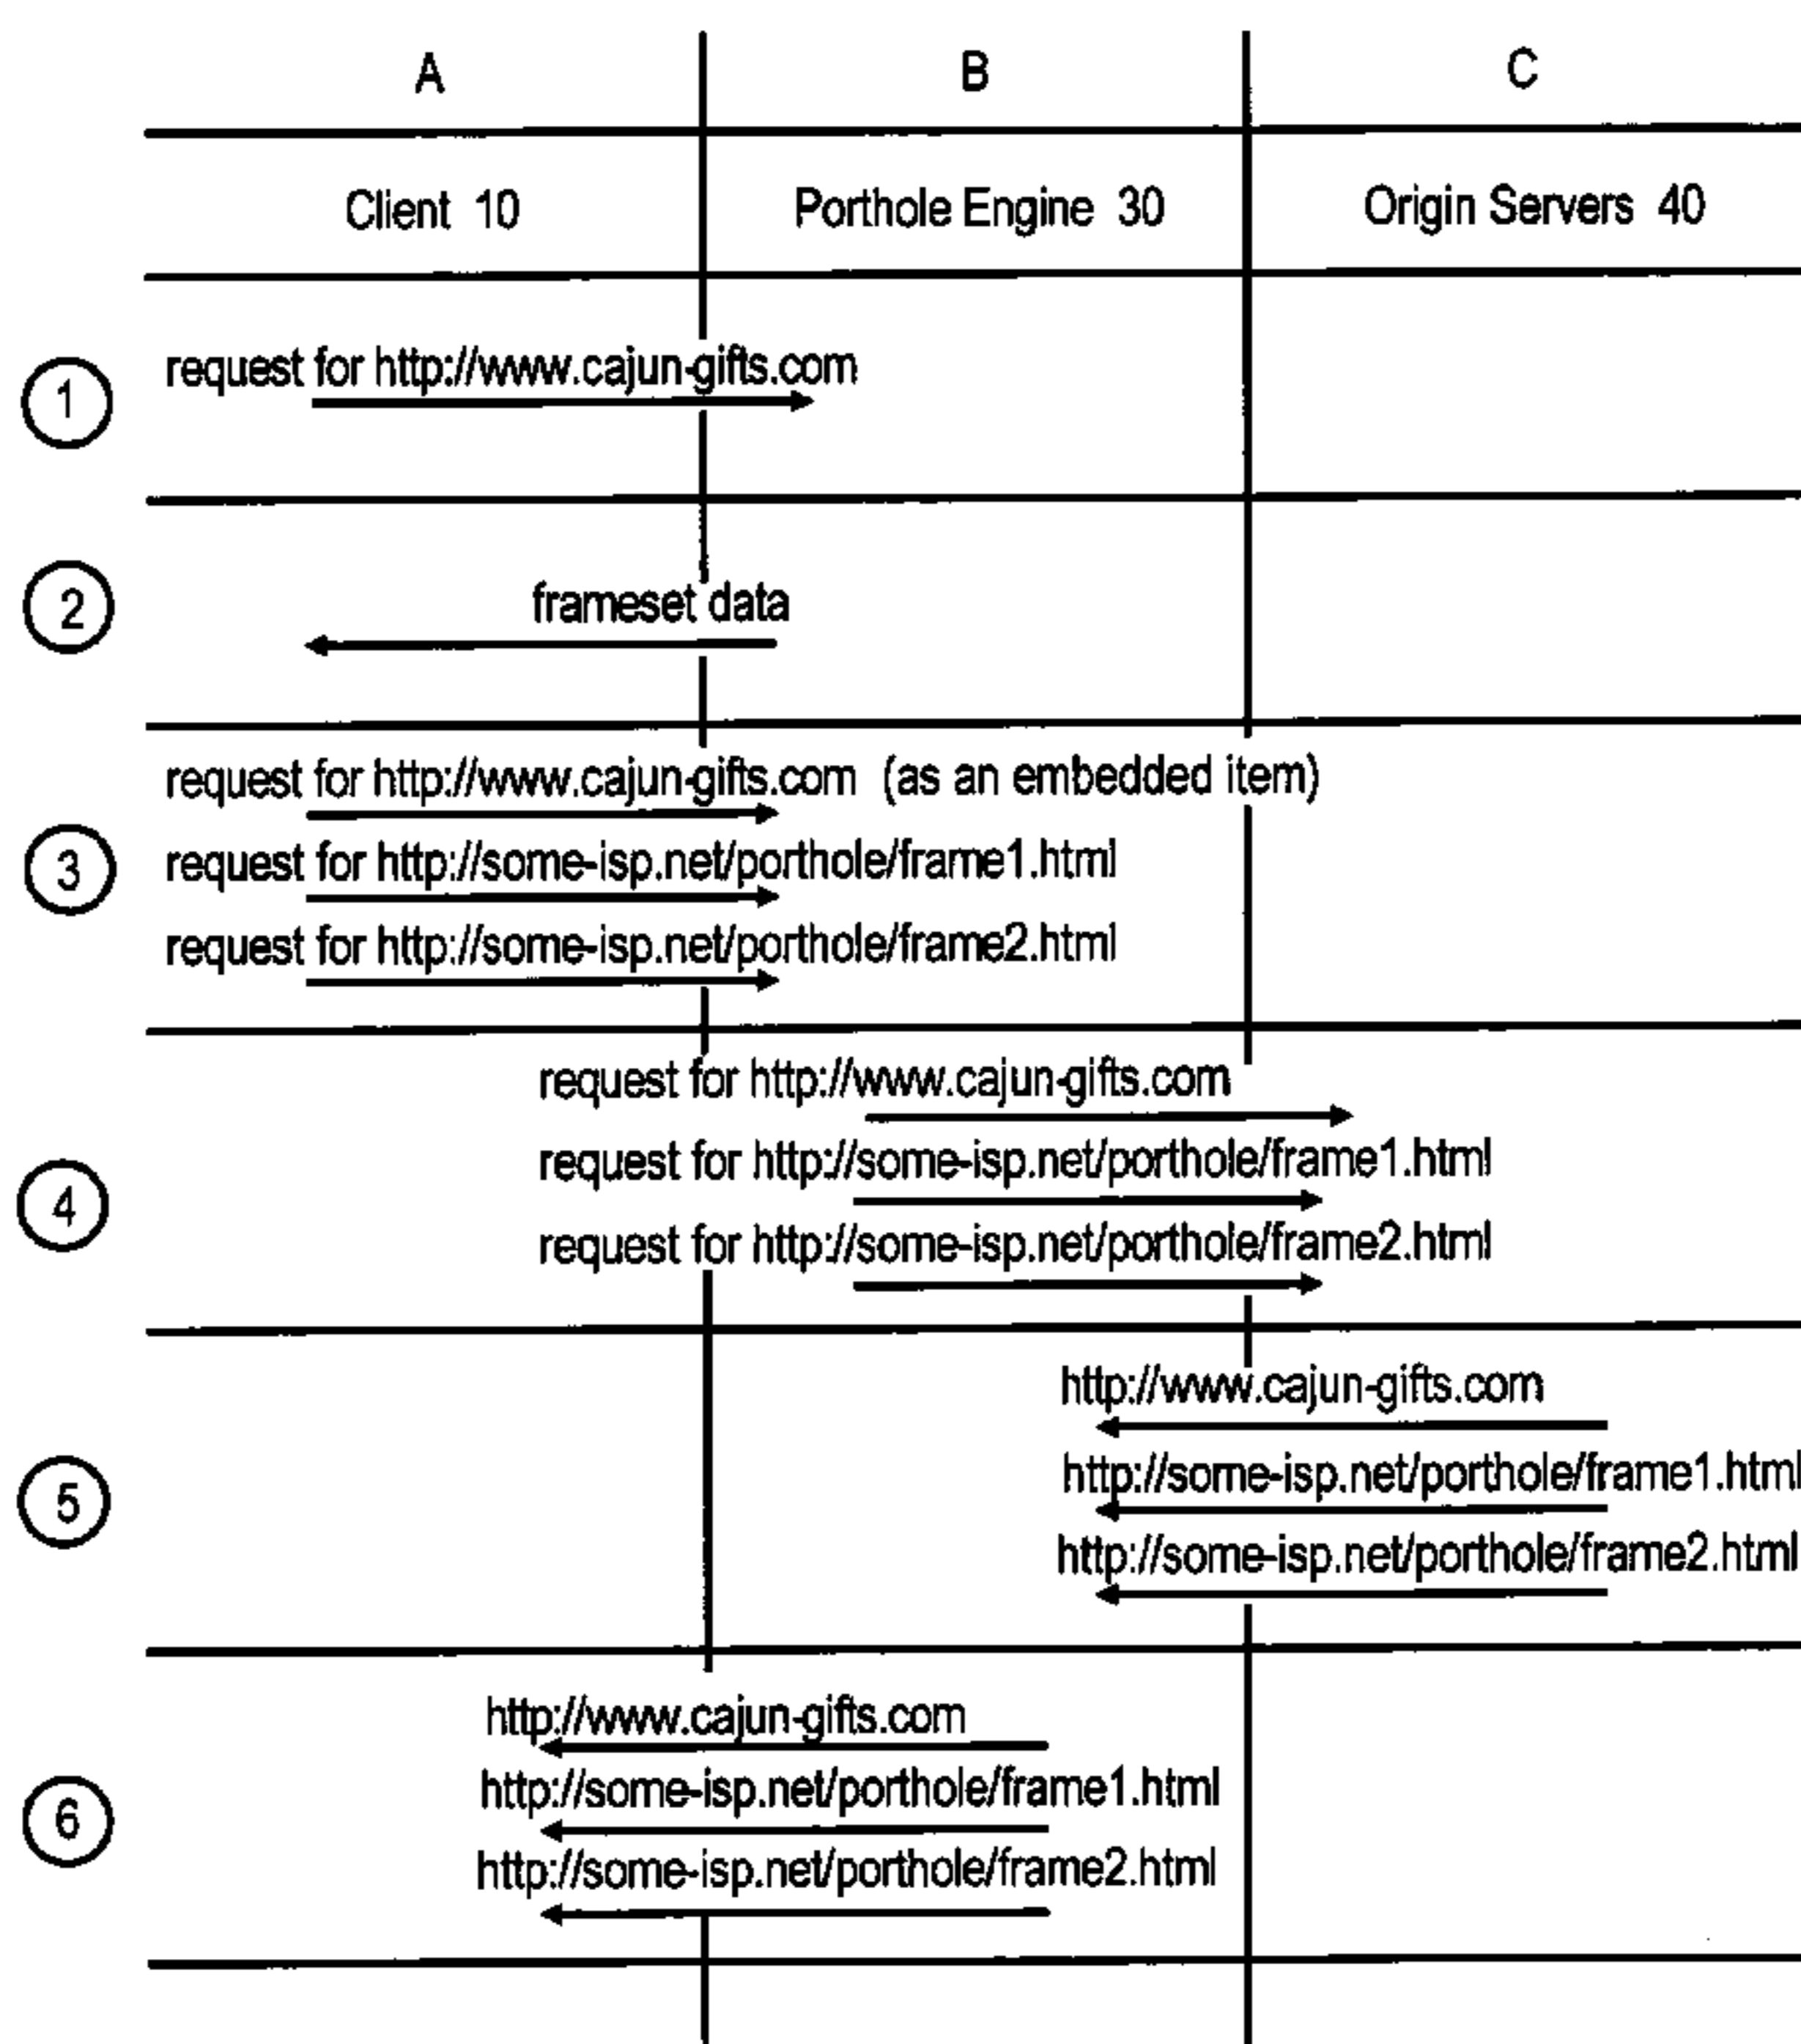 A B C
Client 10 Porthole Engine 30 Origin Servers 40
1
request for http://www.cajun-gifts.com
2
frameset data
3
request for http://www.cajun-gifts.com (as an embedded item)
request for http://some-isp.net/porthole/frame1.html
request for http://some-isp.net/porthole/frame2.html
4
request for http://www.cajun-gifts.com
request for http://some-isp.net/porthole/frame1.html
request for http://some-isp.net/porthole/frame2.html
5
http://www.cajun-gifts.com
http://some-isp.net/porthole/frame1.html
http://some-isp.net/porthole/frame2.html
6
http://www.cajun-gifts.com
http://some-isp.net/porthole/frame1.html
http://some-isp.net/porthole/frame2.html